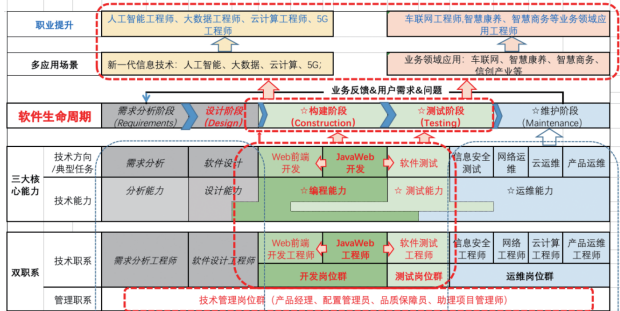 职业提升
人工智能工程师、大数据工程师、云计算工程师、5G
工程师
车联网工程师,智慧康养、智慧商务等业务领域应
用工程师
多应用场景
新一代信息技术：人工智能、大数据、云计算、5G;
业务领域应用：车联网、智慧康养、智慧商务、
信创产业等
业务反馈&用户需求&问题
软件生命周期
需求分析阶段
(Requirements)
设计阶段
(Design)
☆构建阶段
(Construction)
☆测试阶段
(Testing)
☆维护阶段
(Maintenance)
三大核
心能力
技术方向
/典型任务
需求分析
软件设计
Web前端
开发
JavaWeb
开发
软件测试
信息安全
测试
网络运
维
云运维
产品运维
技术能力
分析能力
设计能力
☆编程能力
☆ 测试能力
☆运维能力
双职系
技术职系
需求分析工程师
软件设计工程师
Web前端
开发工程师
JavaWeb
工程师
软件测试
工程师
信息安全
工程师
网络
工程师
云计算
工程师
产品运维
工程师
开发岗位群
测试岗位群
运维岗位群
管理职系
技术管理岗位群（产品经理、配置管理员、品质保障员、助理项目管理师）